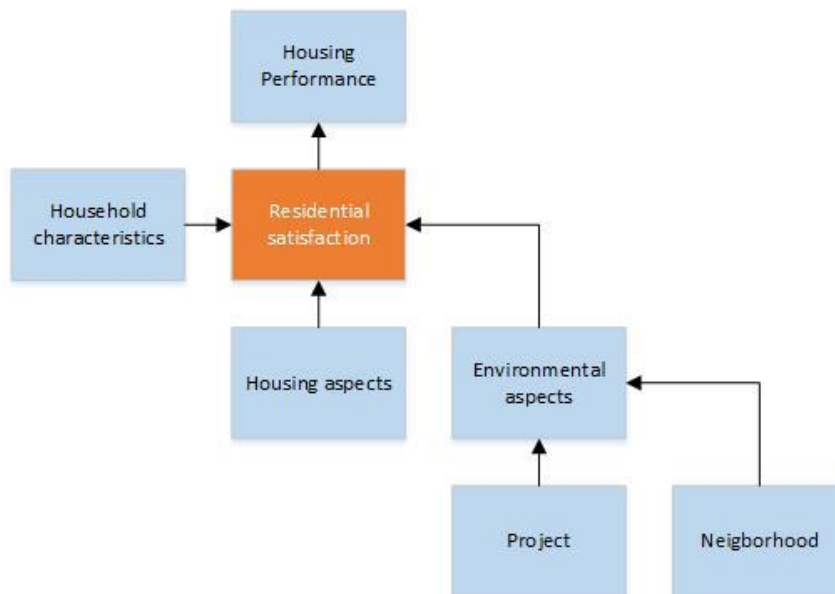 Housing
Performance
Household
characteristics
Residential
satisfaction
Housing aspects
Environmental
aspects
Project
Neigborhood